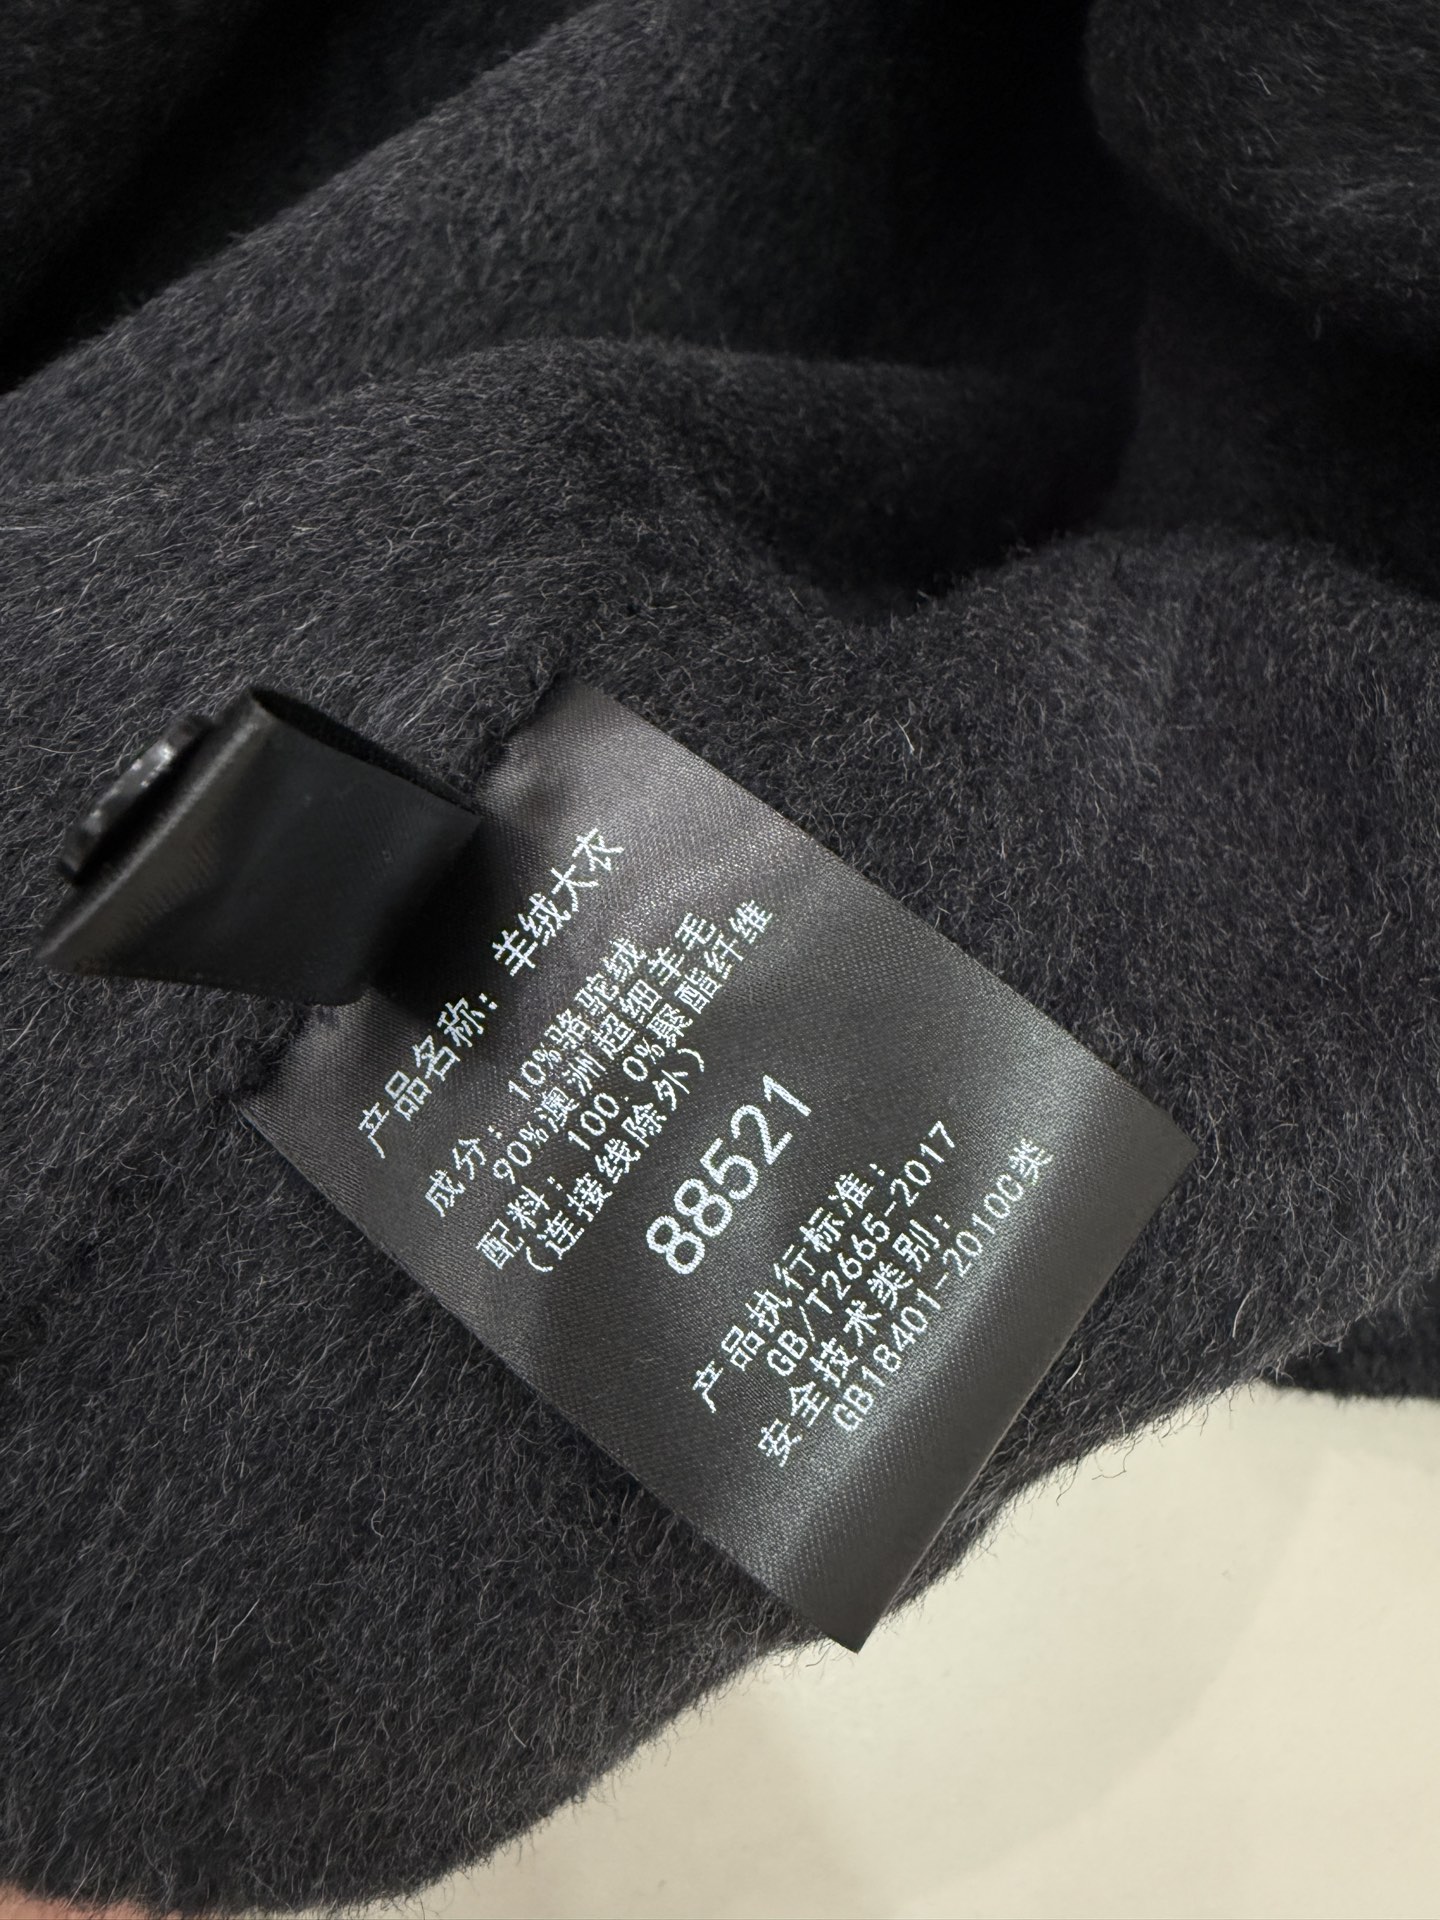 产品名称：羊绒大衣
成分：10%骆驼绒
90%澳洲超细羊毛
配料：100.0%聚酯纤维
（连接线除外）
88521
产品执行标准：
GB/T2665-2017
安全技术类别：
GB18401-20100类